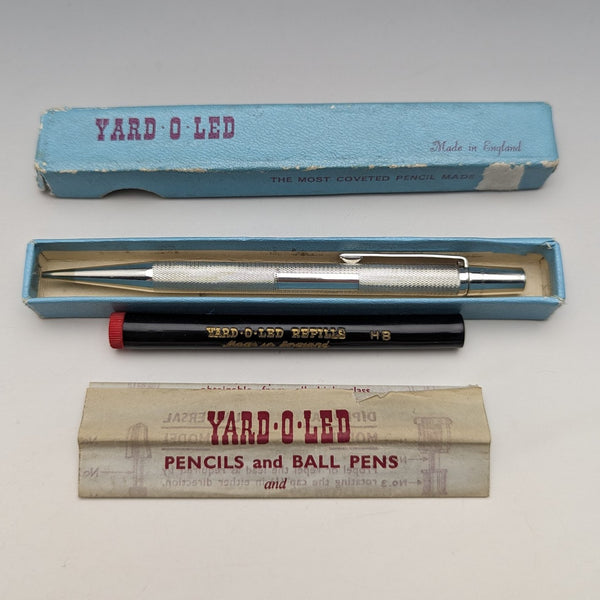 YARD·O·LED
Made in England
THE MOST COVETED PENCIL MADE
YARD·O·LED REFILLS HB
Made in England
YARD·O·LED
PENCILS and BALL PENS
and